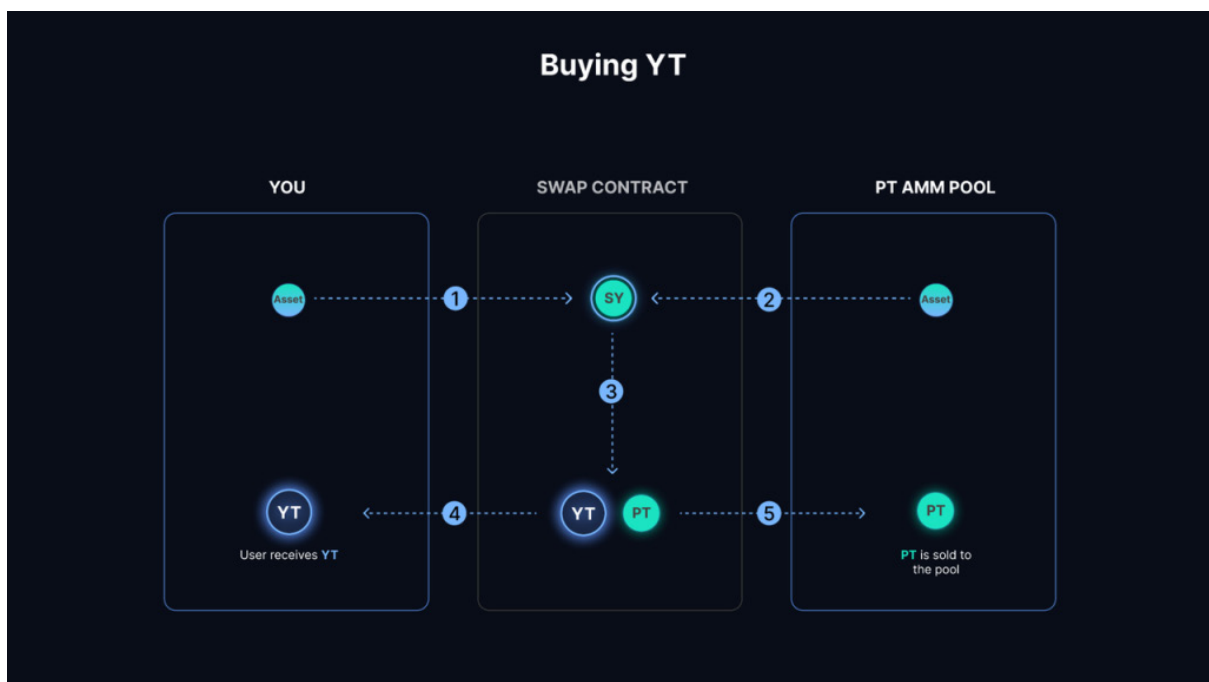 Buying YT
YOU
SWAP CONTRACT
PT AMM POOL
Asset
1
SY
2
Asset
3
YT
4
YT
PT
5
PT
User receives YT
PT is sold to
the pool